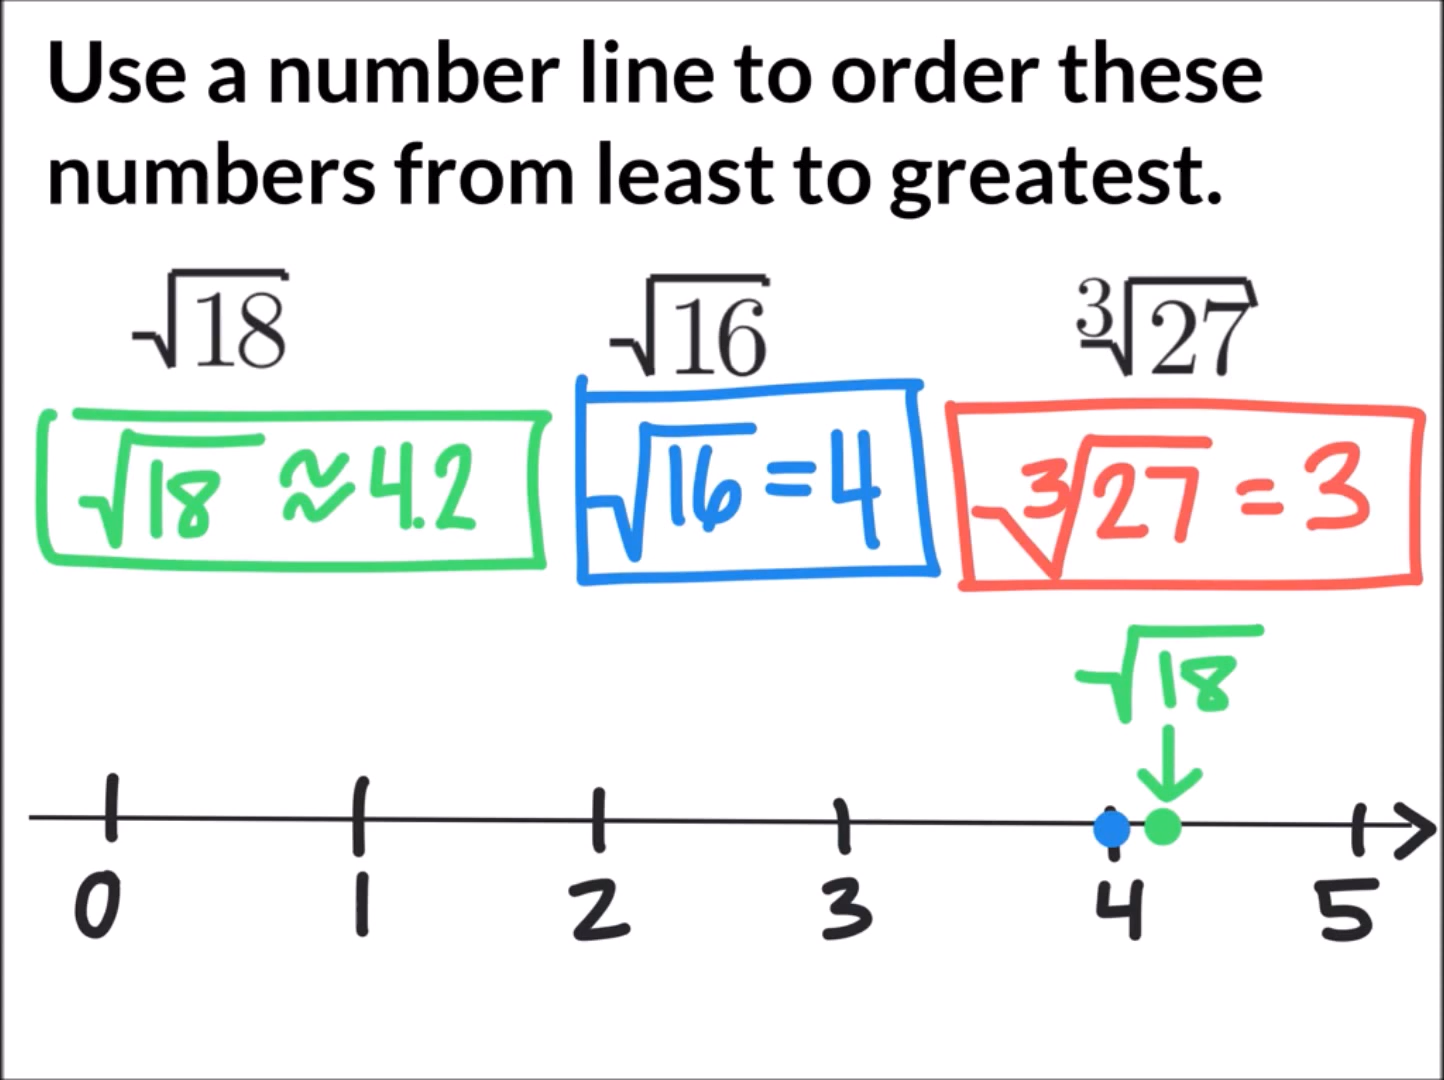 Use a number line to order these
numbers from least to greatest.
√18 √16 ∛27
√18 ≈ 4.2 √16 = 4 ∛27 = 3
√18
0 1 2 3 4 5